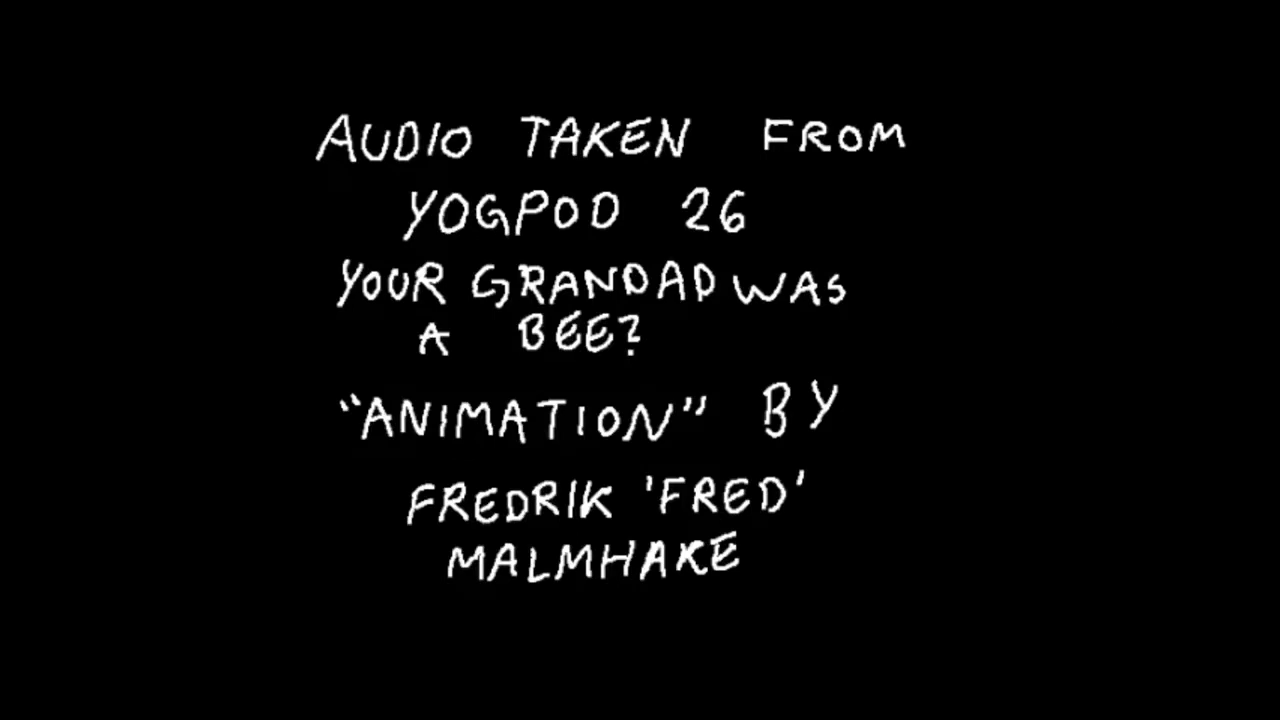 AUDIO TAKEN FROM
YOGPOD 26
YOUR GRANDAD WAS
A BEE?
"ANIMATION" BY
FREDRIK 'FRED'
MALMHAKE